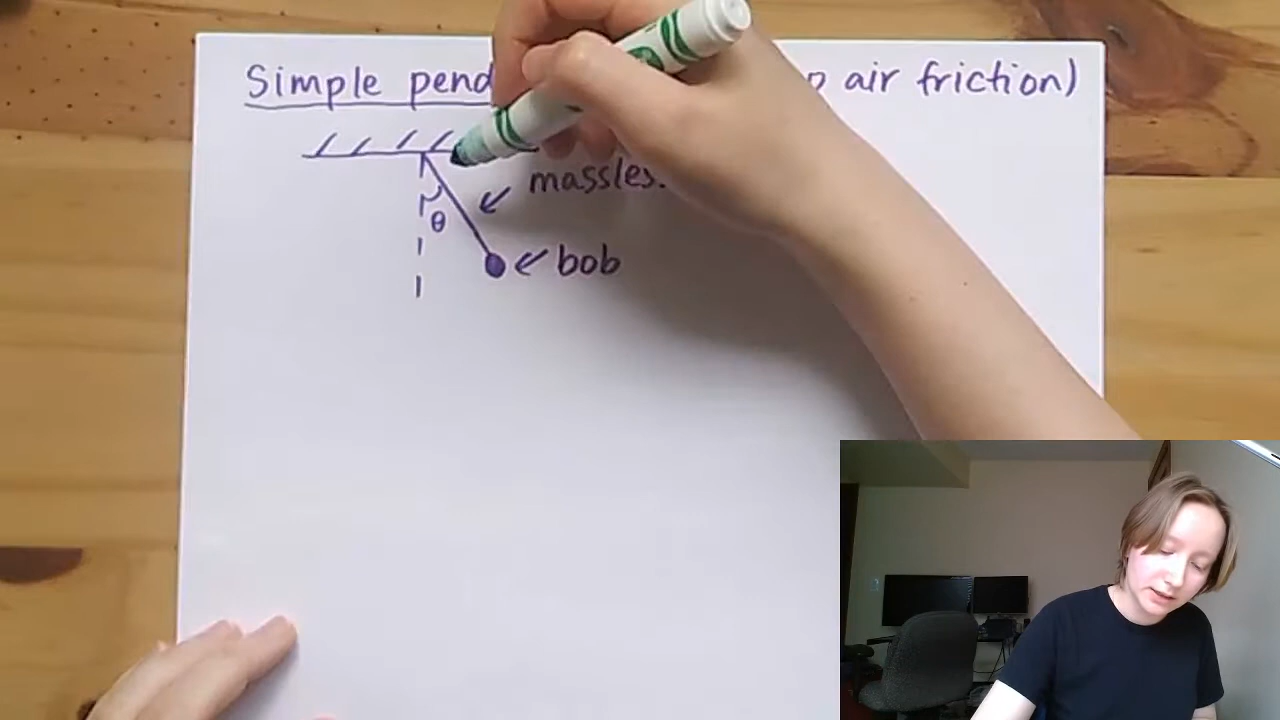 Simple pend air friction)
massles
θ
bob